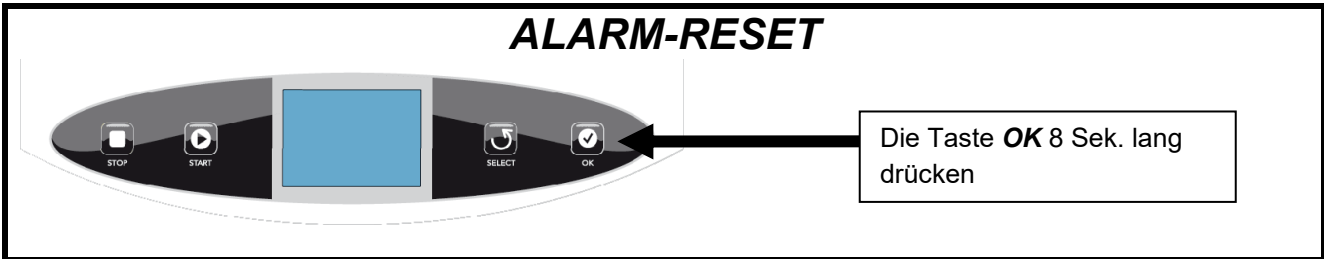 ALARM-RESET
STOP
START
SELECT
OK
Die Taste OK 8 Sek. lang
drücken